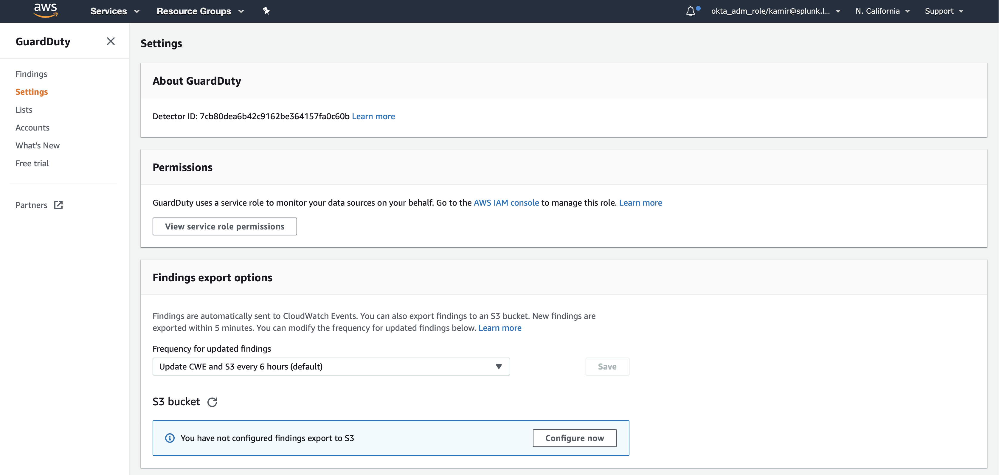 aws
Services
Resource Groups
okta_adm_role/kamir@splunk.l...
N. California
Support
GuardDuty
Findings
Settings
Lists
Accounts
What's New
Free trial
Partners
Settings
About GuardDuty
Detector ID: 7cb80dea6b42c9162be364157fa0c60b Learn more
Permissions
GuardDuty uses a service role to monitor your data sources on your behalf. Go to the AWS IAM console to manage this role. Learn more
View service role permissions
Findings export options
Findings are automatically sent to CloudWatch Events. You can also export findings to an S3 bucket. New findings are
exported within 5 minutes. You can modify the frequency for updated findings below. Learn more
Frequency for updated findings
Update CWE and S3 every 6 hours (default)
Save
S3 bucket
You have not configured findings export to S3
Configure now